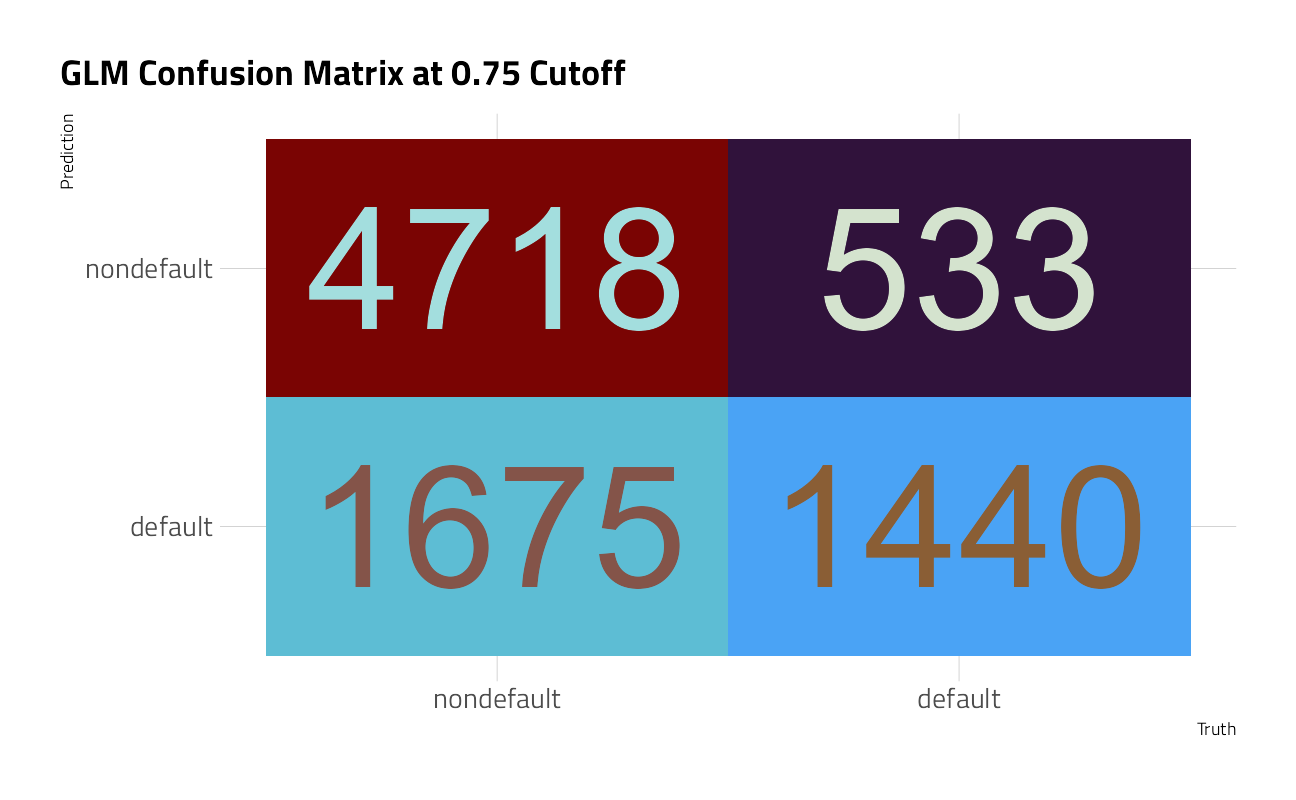 GLM Confusion Matrix at 0.75 Cutoff
Prediction
nondefault
4718
533
default
1675
1440
nondefault
default
Truth